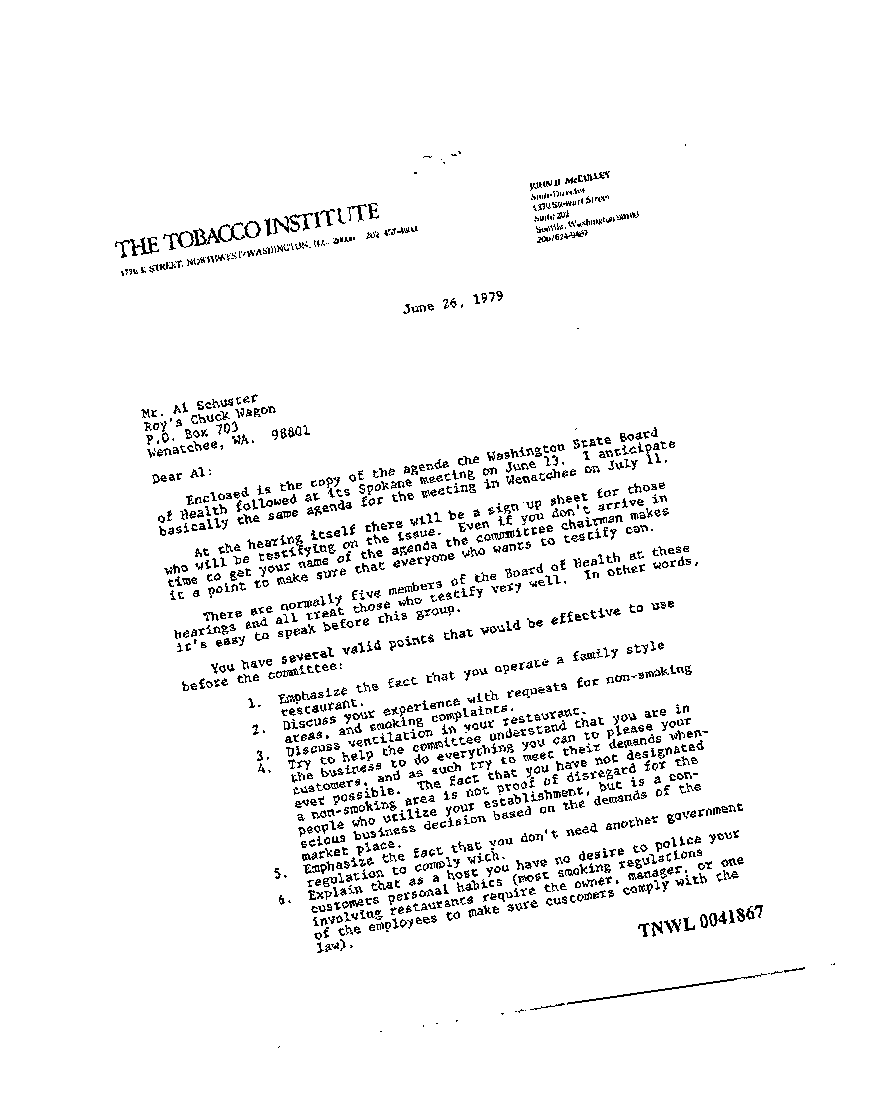 THE TOBACCO INSTITUTE
1776 K STREET, NORTHWEST/WASHINGTON, D.C. 20006
JOHN H. McCULLEY
State Director
Suite 202
Seattle, Washington
June 26, 1979
Mr. Al Schuster
Roy's Chuck Wagon
P.O. Box 703
Wenatchee, WA. 98801
Dear Al:
Enclosed is the copy of the agenda the Washington State Board
of Health followed at its Spokane meeting on June 13. I anticipate
basically the same agenda for the meeting in Wenatchee on July 11.
At the hearing itself there will be a sign up sheet for those
who will be testifying on the issue. Even if you don't arrive in
time to get your name of the agenda the committee chairman makes
it a point to make sure that everyone who wants to testify can.
There are normally five members of the Board of Health at these
hearings and all treat those who testify very well. In other words,
it's easy to speak before this group.
You have several valid points that would be effective to use
before the committee:
1. Emphasize the fact that you operate a family style
restaurant.
2. Discuss your experience with requests for non-smoking
areas, and smoking complaints.
3. Discuss ventilation in your restaurant.
4. Try to help the committee understand that you are in
the business to do everything you can to please your
customers, and as such try to meet their demands when-
ever possible. The fact that you have not designated
a non-smoking area is not proof of disregard for the
people who utilize your establishment, but is a con-
scious business decision based on the demands of the
market place.
5. Emphasize the fact that you don't need another government
regulation to comply with.
6. Explain that as a host you have no desire to police your
customers personal habits (most smoking regulations
involving restaurants require the owner, manager, or one
of the employees to make sure customers comply with the
law).
TNWL 0041867